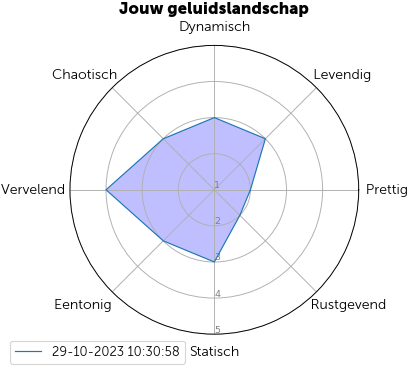 Jouw geluidslandschap
Dynamisch
Chaotisch
Levendig
Vervelend
1
Prettig
2
3
4
Eentonig
Rustgevend
5
29-10-2023 10:30:58
Statisch